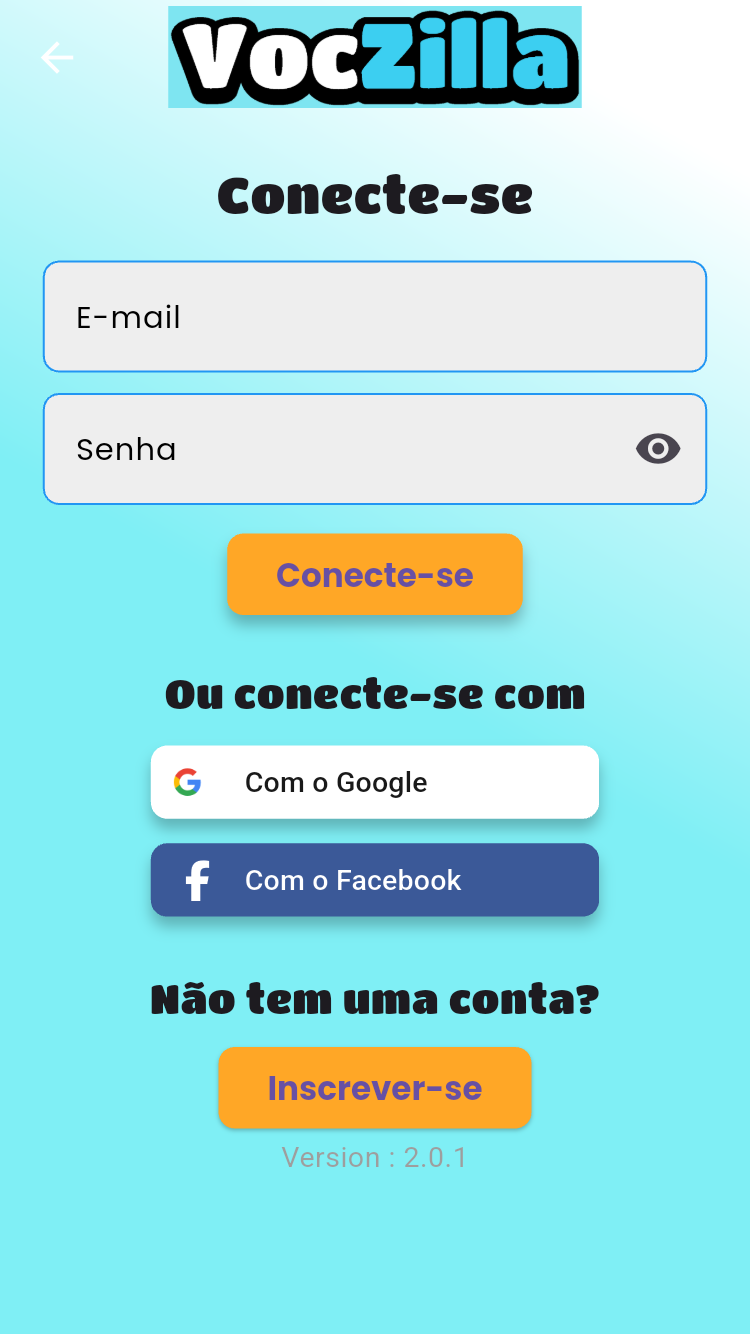 VocZilla
Conecte-se
E-mail
Senha
Conecte-se
Ou conecte-se com
Com o Google
Com o Facebook
Não tem uma conta?
Inscrever-se
Version : 2.0.1